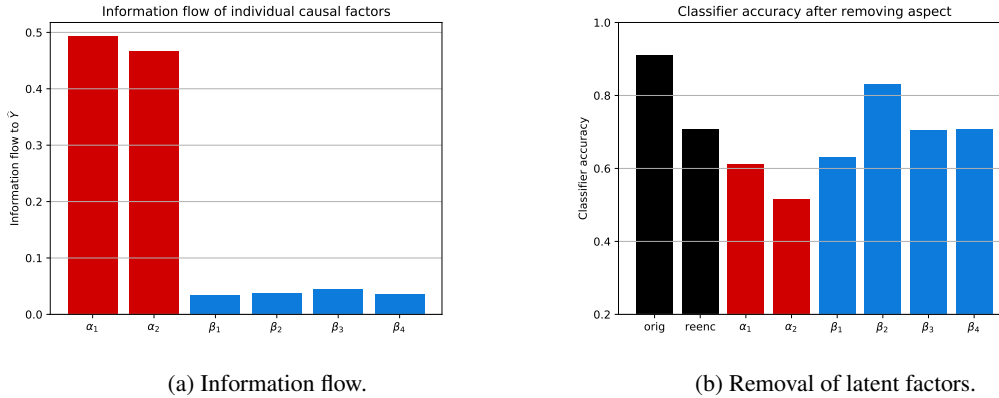 Information flow of individual causal factors
Information flow to Ŷ
0.5
0.4
0.3
0.2
0.1
0.0
α₁ α₂ β₁ β₂ β₃ β₄
(a) Information flow.
Classifier accuracy after removing aspect
Classifier accuracy
1.0
0.8
0.6
0.4
0.2
orig reenc α₁ α₂ β₁ β₂ β₃ β₄
(b) Removal of latent factors.